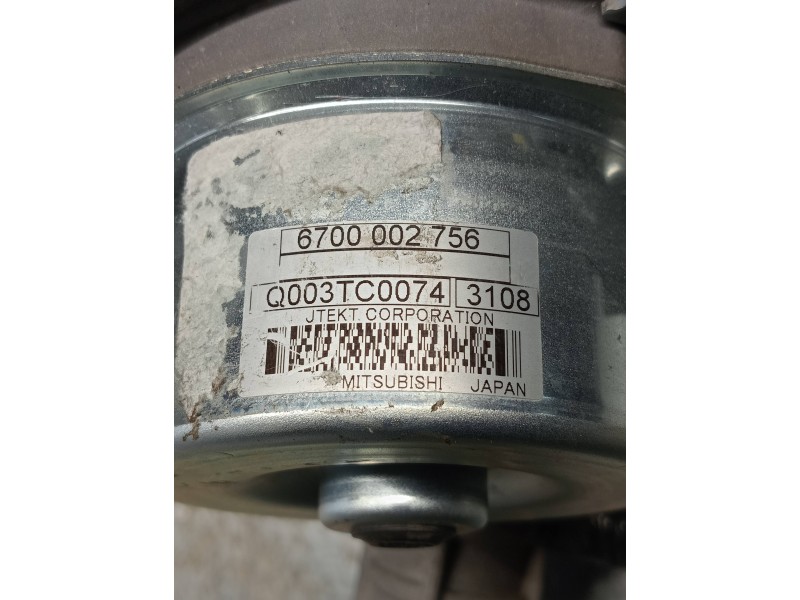 6700 002 756
Q003TC0074 3108
JTEKT CORPORATION
MITSUBISHI JAPAN